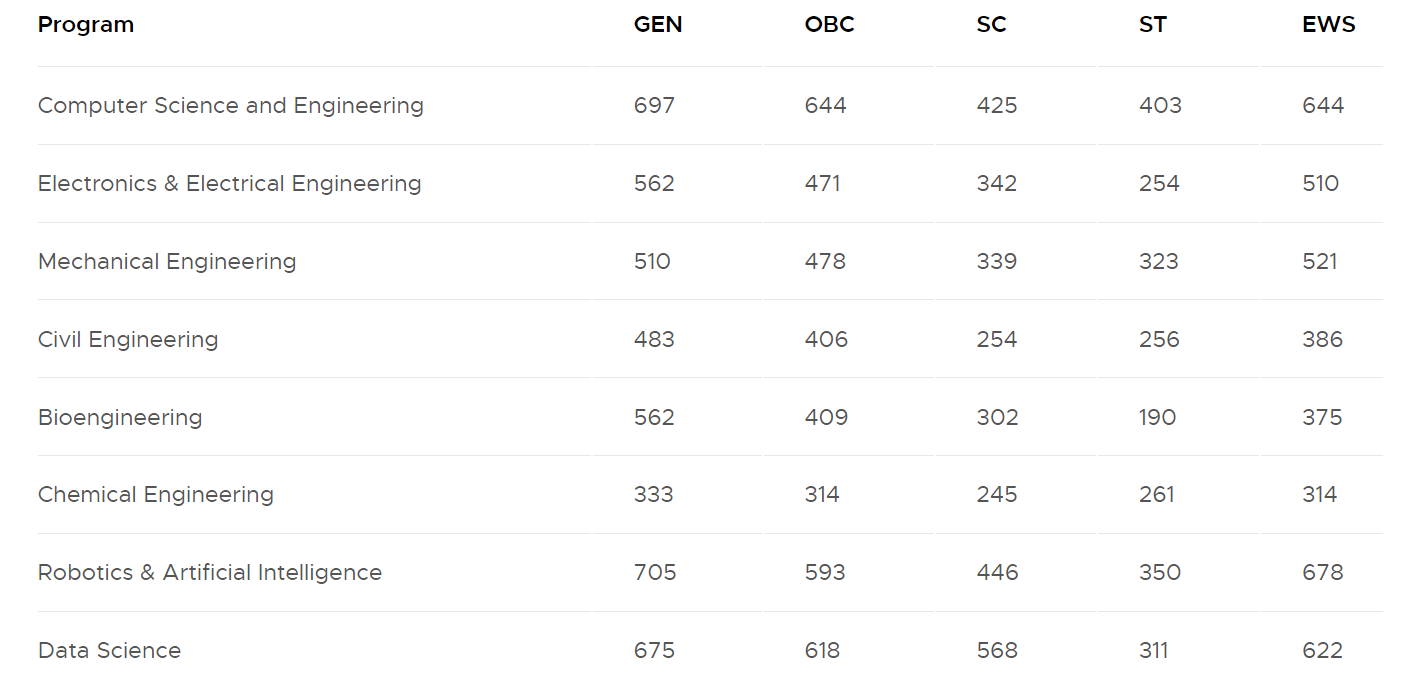 Program GEN OBC SC ST EWS
Computer Science and Engineering 697 644 425 403 644
Electronics & Electrical Engineering 562 471 342 254 510
Mechanical Engineering 510 478 339 323 521
Civil Engineering 483 406 254 256 386
Bioengineering 562 409 302 190 375
Chemical Engineering 333 314 245 261 314
Robotics & Artificial Intelligence 705 593 446 350 678
Data Science 675 618 568 311 622